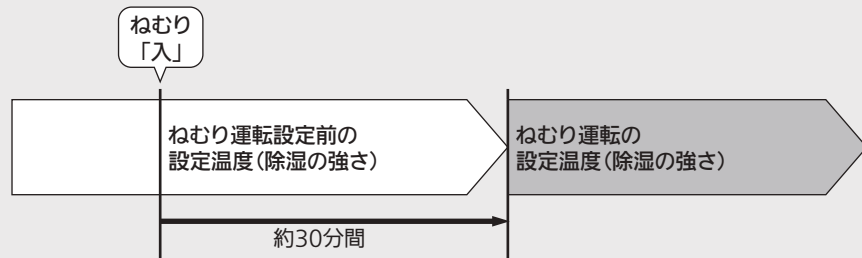 ねむり
「入」
ねむり運転設定前の
設定温度(除湿の強さ)
ねむり運転の
設定温度(除湿の強さ)
約30分間